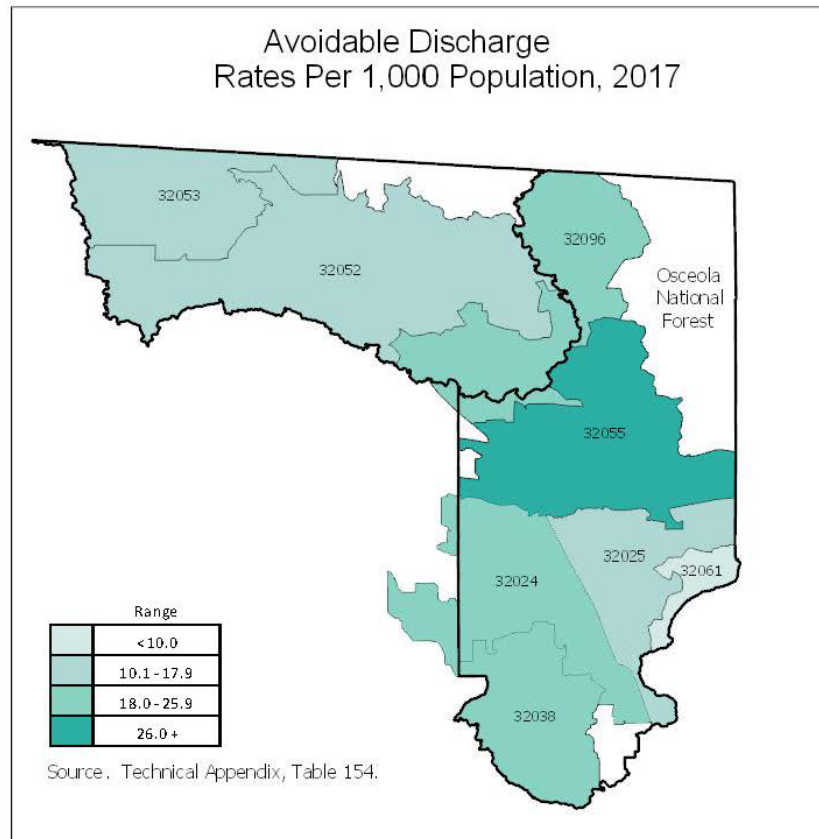 Avoidable Discharge
Rates Per 1,000 Population, 2017
32053
32052
32096
Osceola
National
Forest
32055
32025
32061
32024
32038
Range
<10.0
10.1-17.9
18.0-25.9
26.0+
Source. Technical Appendix, Table 154.